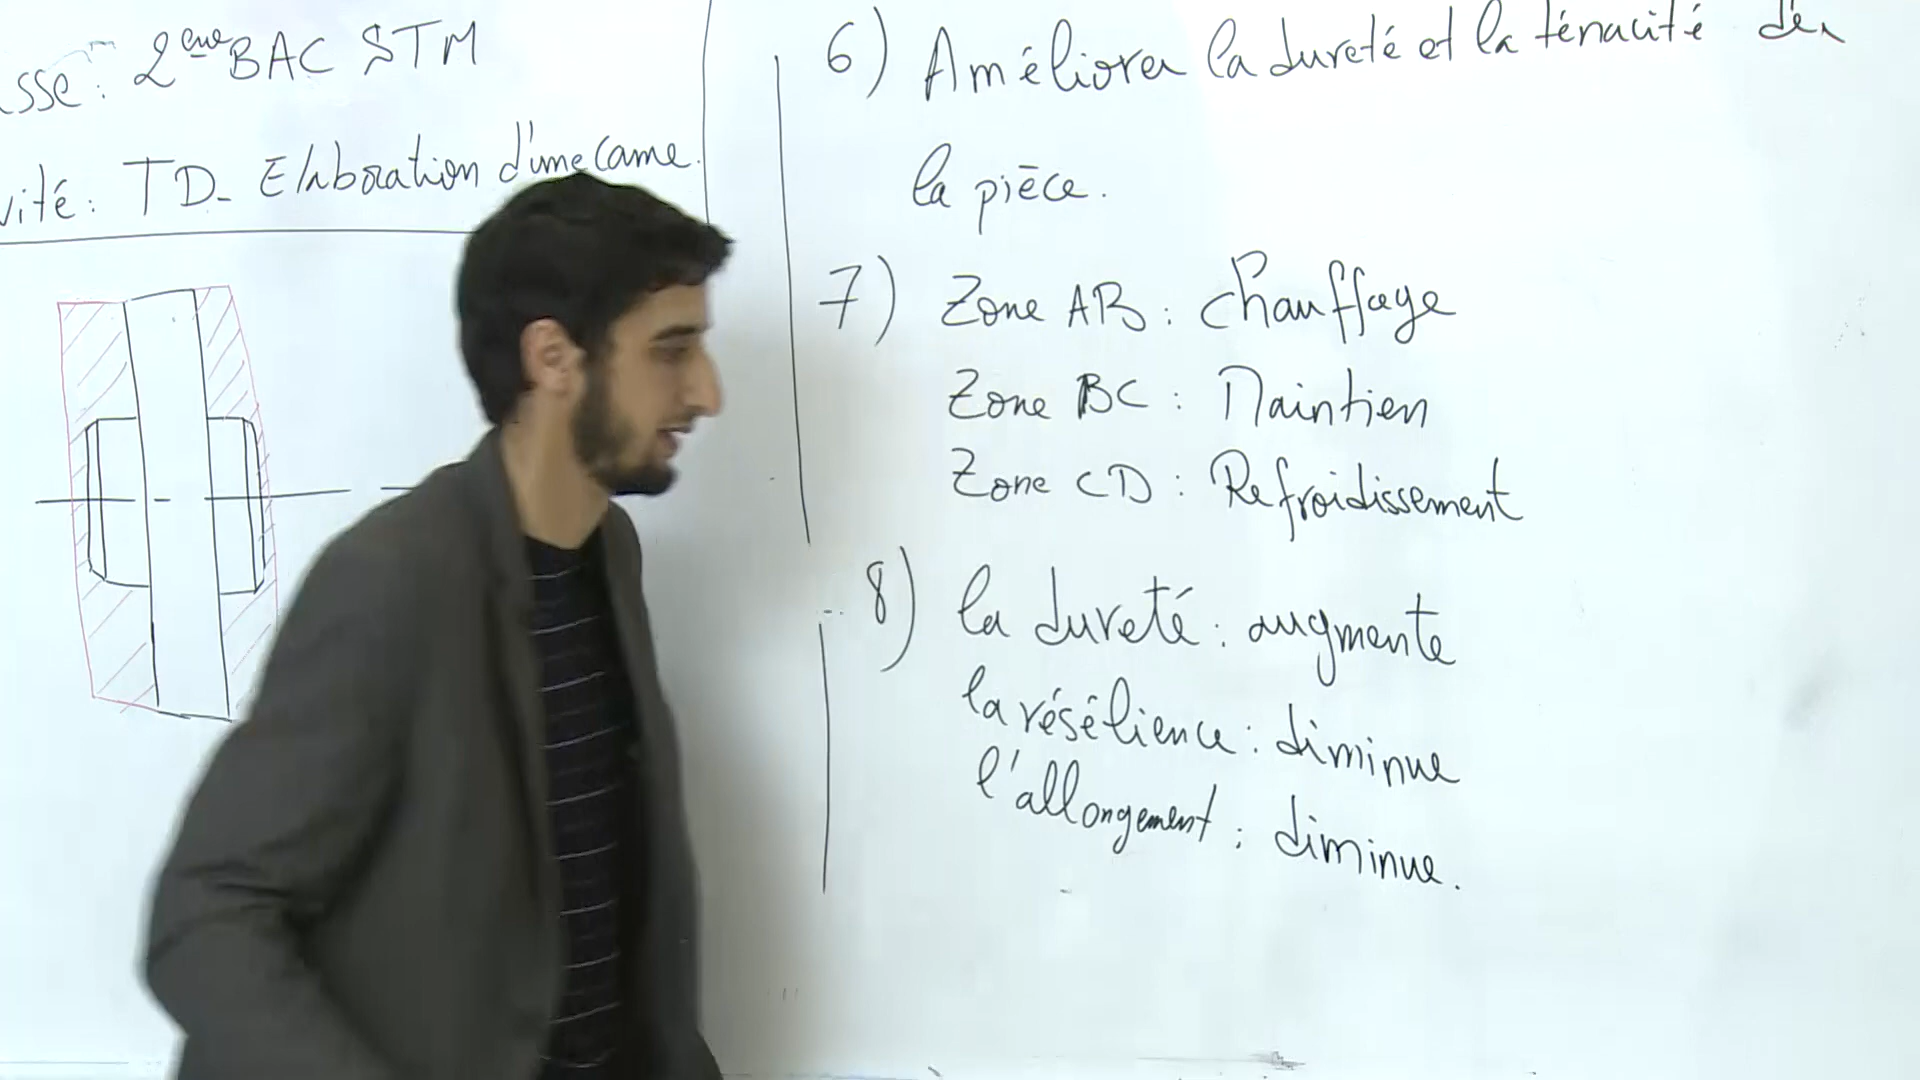 sse : 2ème BAC STM
vité : TD_ Elaboration d'une Came.
6) Améliorer la dureté et la ténacité de
la pièce.
7) Zone AB : chauffage
Zone BC : Maintien
Zone CD : Refroidissement
8) la dureté : augmente
la résélience : diminue
l'allongement : diminue.